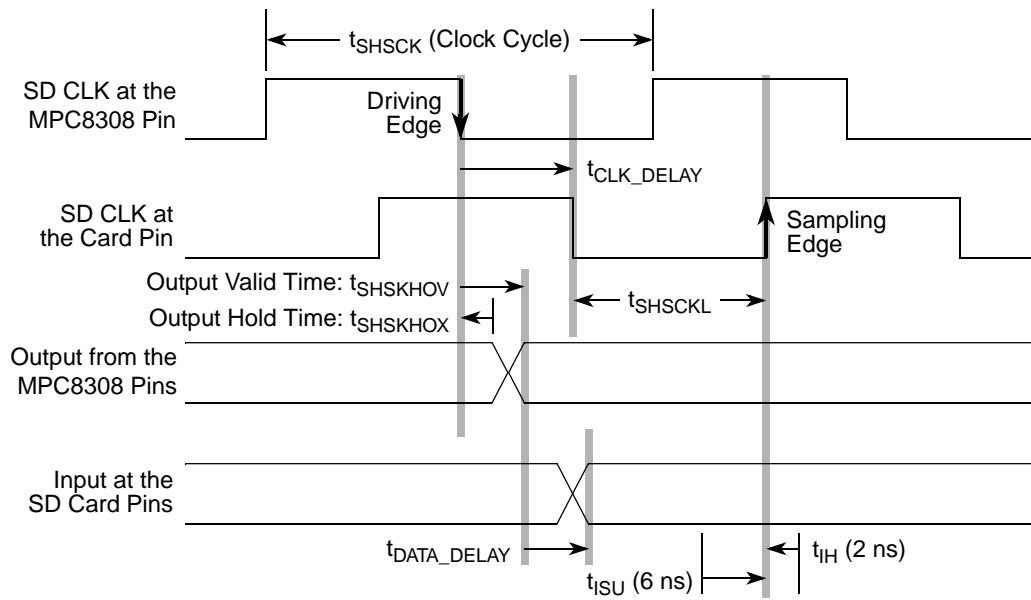 tSHSCK (Clock Cycle)
SD CLK at the
MPC8308 Pin
Driving
Edge
tCLK_DELAY
SD CLK at
the Card Pin
Sampling
Edge
Output Valid Time: tSHSKHOV
tSHSCKL
Output Hold Time: tSHSKHOX
Output from the
MPC8308 Pins
Input at the
SD Card Pins
tDATA_DELAY
tIH (2 ns)
tISU (6 ns)